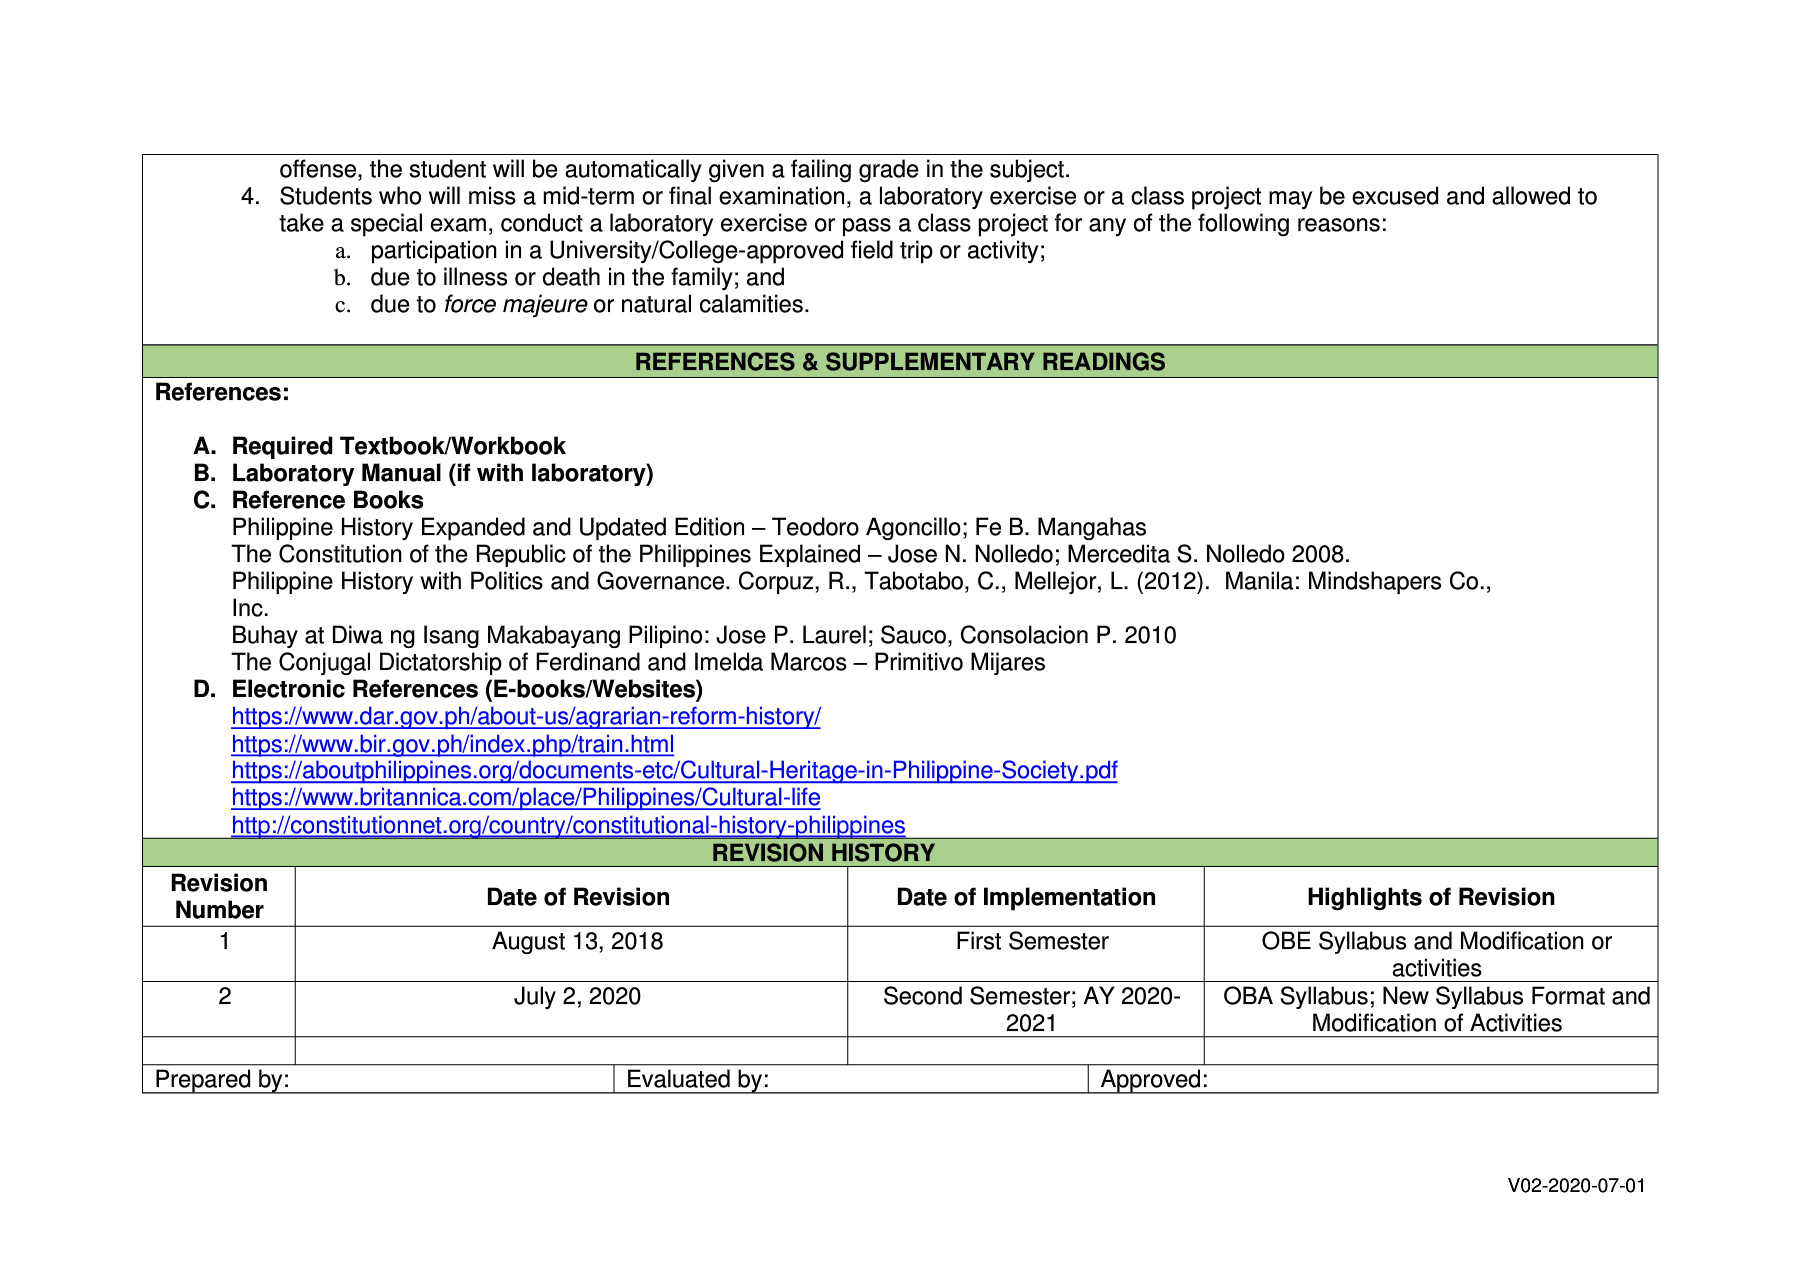 offense, the student will be automatically given a failing grade in the subject.
4. Students who will miss a mid-term or final examination, a laboratory exercise or a class project may be excused and allowed to
take a special exam, conduct a laboratory exercise or pass a class project for any of the following reasons:
a. participation in a University/College-approved field trip or activity;
b. due to illness or death in the family; and
c. due to force majeure or natural calamities.
REFERENCES & SUPPLEMENTARY READINGS
References:
A. Required Textbook/Workbook
B. Laboratory Manual (if with laboratory)
C. Reference Books
Philippine History Expanded and Updated Edition – Teodoro Agoncillo; Fe B. Mangahas
The Constitution of the Republic of the Philippines Explained – Jose N. Nolledo; Mercedita S. Nolledo 2008.
Philippine History with Politics and Governance. Corpuz, R., Tabotabo, C., Mellejor, L. (2012).  Manila: Mindshapers Co.,
Inc.
Buhay at Diwa ng Isang Makabayang Pilipino: Jose P. Laurel; Sauco, Consolacion P. 2010
The Conjugal Dictatorship of Ferdinand and Imelda Marcos – Primitivo Mijares
D. Electronic References (E-books/Websites)
https://www.dar.gov.ph/about-us/agrarian-reform-history/
https://www.bir.gov.ph/index.php/train.html
https://aboutphilippines.org/documents-etc/Cultural-Heritage-in-Philippine-Society.pdf
https://www.britannica.com/place/Philippines/Cultural-life
http://constitutionnet.org/country/constitutional-history-philippines
REVISION HISTORY
Revision
Number
Date of Revision
Date of Implementation
Highlights of Revision
1
August 13, 2018
First Semester
OBE Syllabus and Modification or
activities
2
July 2, 2020
Second Semester; AY 2020-
2021
OBA Syllabus; New Syllabus Format and
Modification of Activities
Prepared by:
Evaluated by:
Approved:
V02-2020-07-01